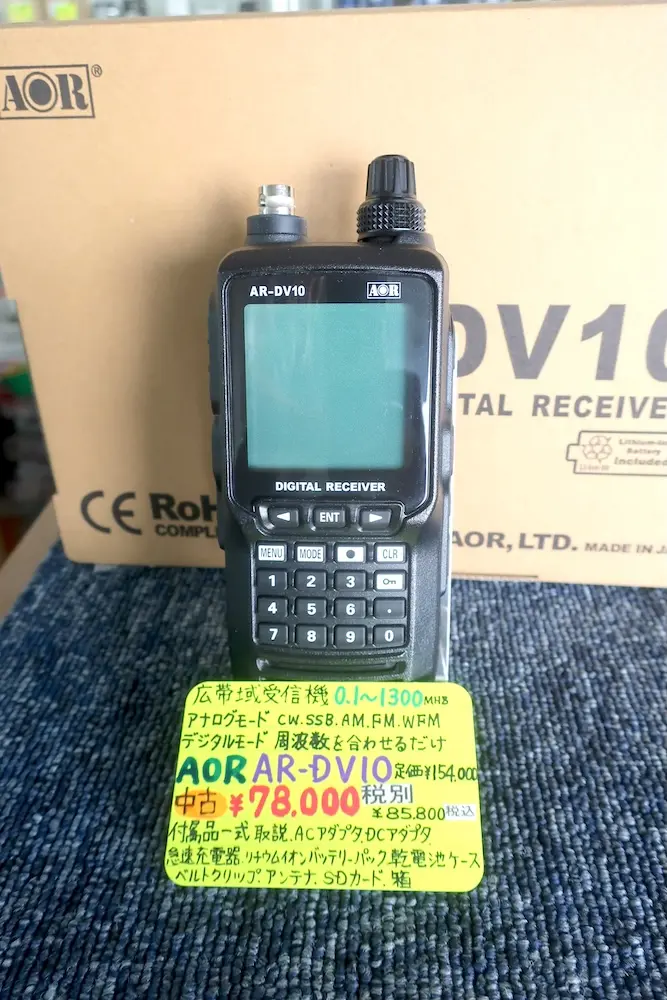 AOR®
AR-DV10 AOR
DV10
TAL RECEIVE
Lithium-Ion
Battery
Included
Li-ion 00
DIGITAL RECEIVER
ENT
CE RoH
COMPL
AOR, LTD. MADE IN J
MENU MODE CLR
1 2 3
4 5 6 .
7 8 9 0
広帯域受信機 0.1~1300MHz
アナログモード CW.SSB.AM.FM.WFM
デジタルモード 周波数を合わせるだけ
AOR AR-DV10 定価¥154,000
中古 ¥78.000 税別
¥85.800 税込
付属品一式 取説.ACアダプタ.DCアダプタ
急速充電器.リチウムイオンバッテリーパック.乾電池ケース
ベルトクリップ.アンテナ.SDカード.箱